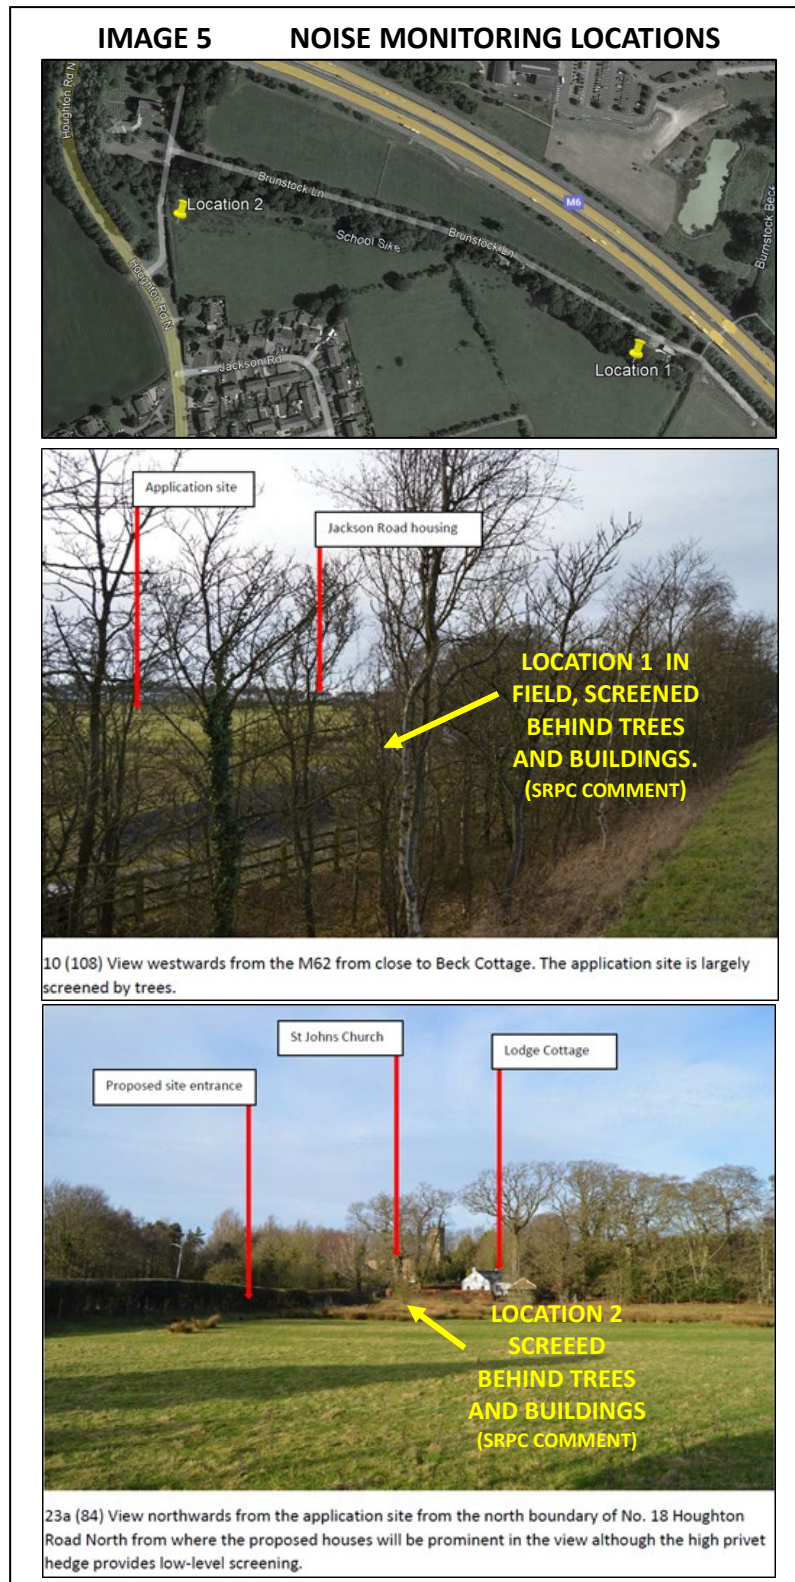 IMAGE 5 NOISE MONITORING LOCATIONS
Houghton Rd N
Brunstock Ln
Location 2
M6
School Sike
Brunstock Ln
Burnstock Beck
Houghton Rd N
Jackson Rd
Location 1
Application site
Jackson Road housing
LOCATION 1 IN
FIELD, SCREENED
BEHIND TREES
AND BUILDINGS.
(SRPC COMMENT)
10 (108) View westwards from the M62 from close to Beck Cottage. The application site is largely
screened by trees.
St Johns Church
Lodge Cottage
Proposed site entrance
LOCATION 2
SCREEED
BEHIND TREES
AND BUILDINGS
(SRPC COMMENT)
23a (84) View northwards from the application site from the north boundary of No. 18 Houghton
Road North from where the proposed houses will be prominent in the view although the high privet
hedge provides low-level screening.